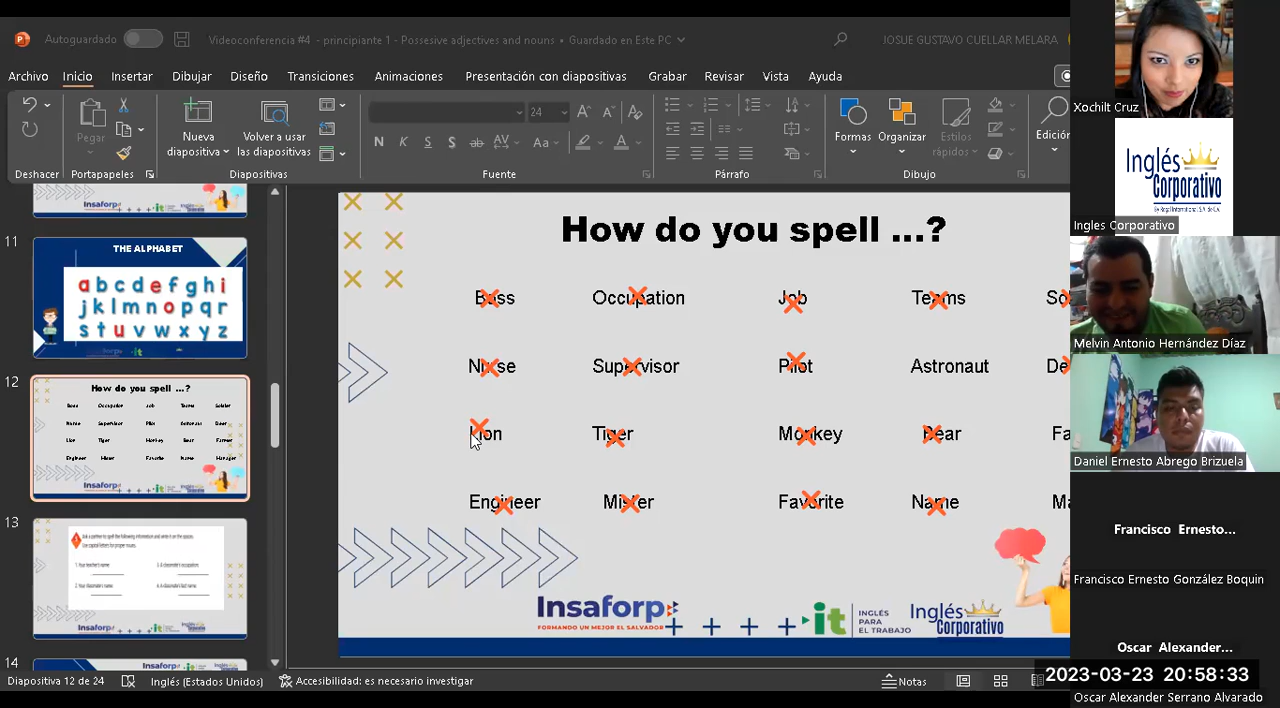 Autoguardado
Videoconferencia #4 - principiante 1 - Possesive adjectives and nouns • Guardado en Este PC
IOSUE GUSTAVO CUELLAR MELARA
Archivo Inicio Insertar Dibujar Diseño Transiciones Animaciones Presentación con diapositivas Grabar Revisar Vista Ayuda
Pegar
Nueva diapositiva
Volver a usar las diapositivas
24
N K S S ab AV Aa A
Formas Organizar Estilos rápidos Edición
Deshacer Portapapeles Diapositivas Fuente Párrafo Dibujo
11
THE ALPHABET
a b c d e f g h i
j k l m n o p q r
s t u v w x y z
12
How do you spell ...?
13
14
Insaforp
How do you spell ...?
Boss Occupation Job Teams
Nurse Supervisor Pilot Astronaut
Lion Tiger Monkey Bear
Engineer Mister Favorite Name
Insaforp
FORMANDO UN MEJOR EL SALVADOR
it
INGLÉS PARA EL TRABAJO
Inglés Corporativo
Diapositiva 12 de 24
Inglés (Estados Unidos)
Accesibilidad: es necesario investigar
Notas
Xochilt Cruz
Inglés Corporativo
Ingles Corporativo
Melvin Antonio Hernández Díaz
Daniel Ernesto Abrego Brizuela
Francisco Ernesto...
Francisco Ernesto González Boquin
Oscar Alexander...
2023-03-23 20:58:33
Oscar Alexander Serrano Alvarado